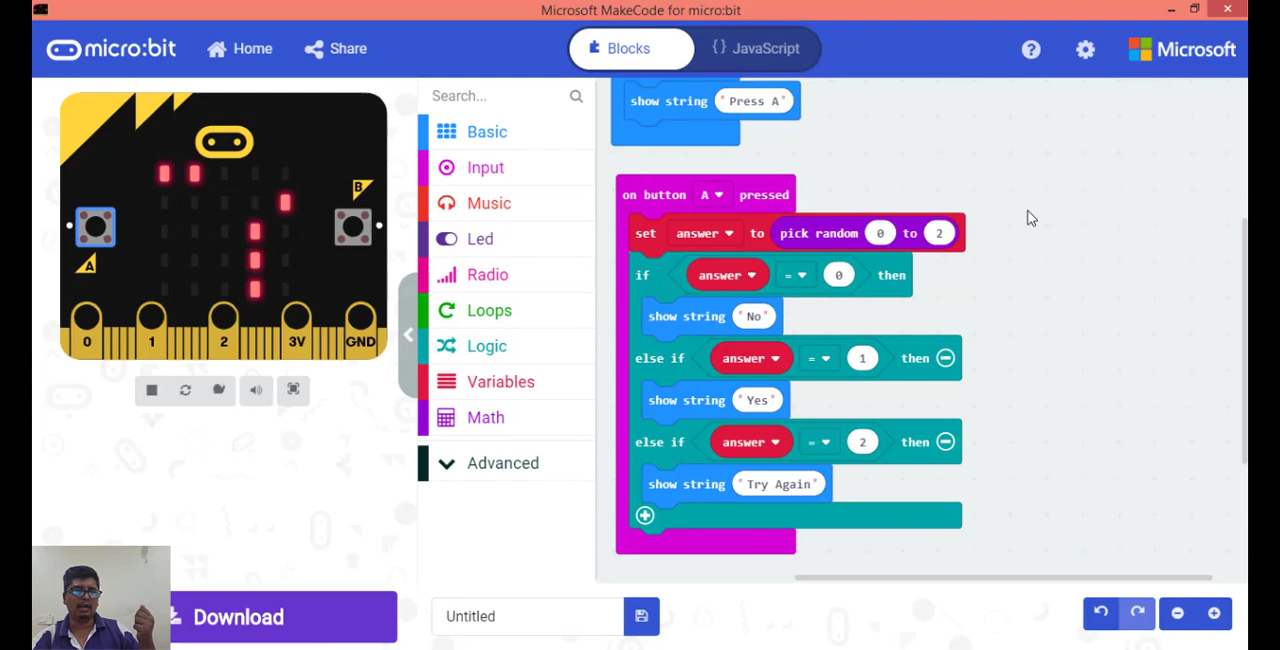 Microsoft MakeCode for micro:bit
micro:bit Home Share Blocks {} JavaScript ? Microsoft
Search...
Basic
Input
Music
Led
Radio
Loops
Logic
Variables
Math
Advanced
B
A
0 1 2 3V GND
Download
show string "Press A"
on button A pressed
set answer to pick random 0 to 2
if answer = 0 then
show string "No"
else if answer = 1 then
show string "Yes"
else if answer = 2 then
show string "Try Again"
Untitled